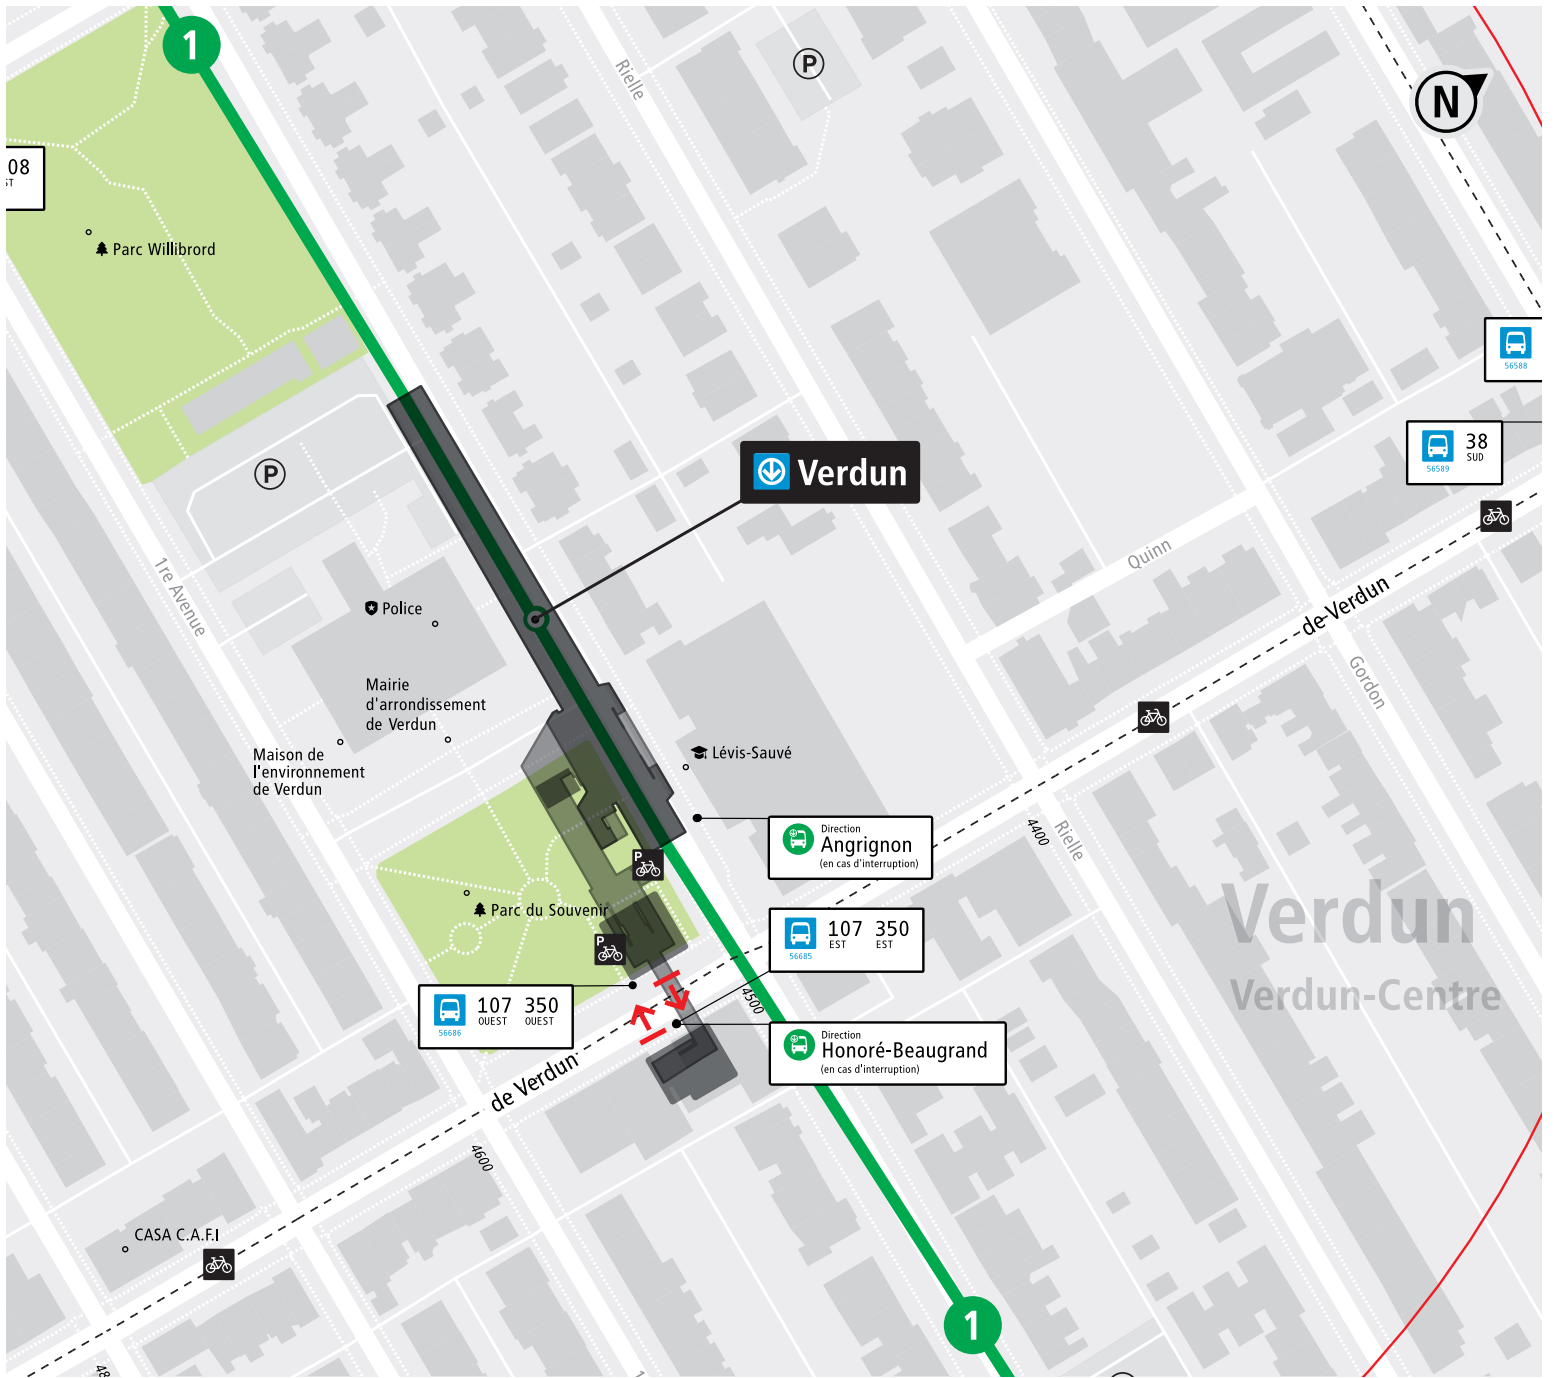 1
Rielle
P
N
08
ST
Parc Willibrord
56588
Verdun
38
SUD
56589
P
Quinn
1re Avenue
Police
de Verdun
Gordon
Mairie
d'arrondissement
de Verdun
Maison de
l'environnement
de Verdun
Lévis-Sauvé
Direction
Angrignon
(en cas d'interruption)
4400
Rielle
P
Parc du Souvenir
P
107 350
EST EST
56685
Verdun
Verdun-Centre
107 350
OUEST OUEST
56686
4500
Direction
Honoré-Beaugrand
(en cas d'interruption)
de Verdun
4600
CASA C.A.F.I
1
48